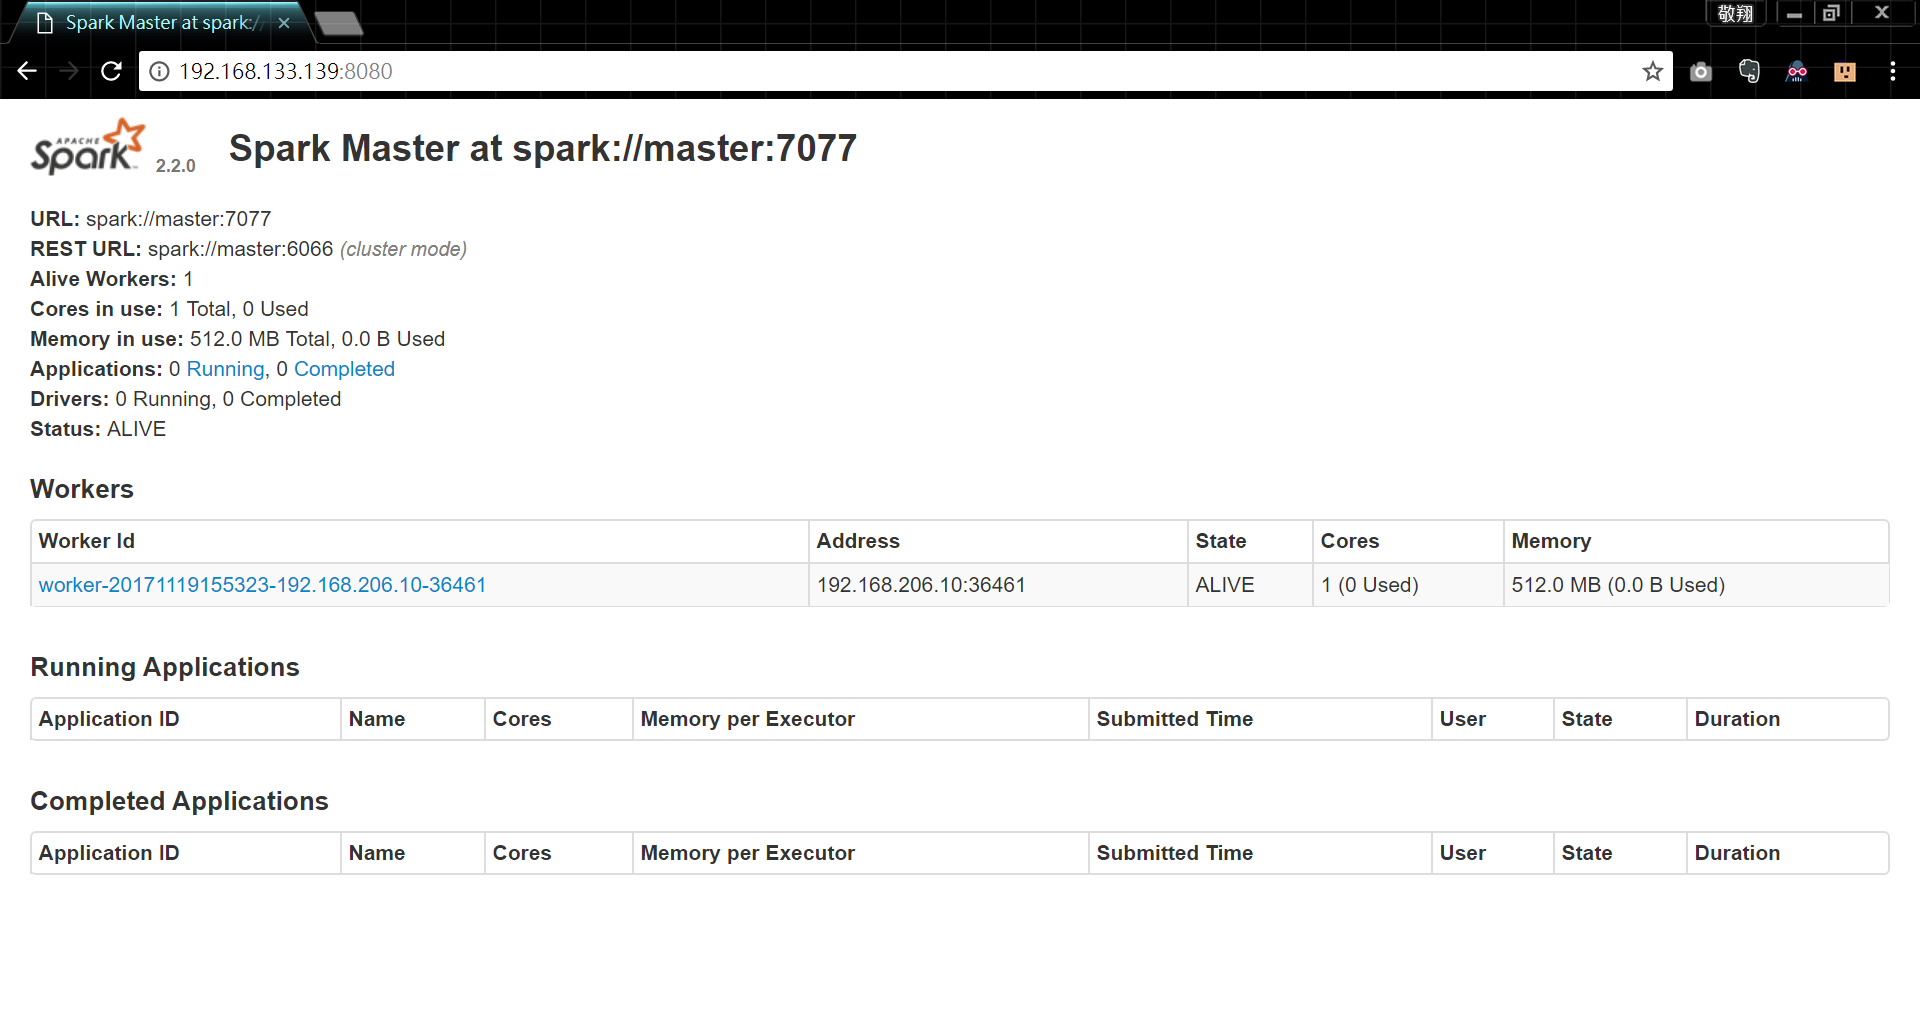 Spark Master at spark://
敬翔
192.168.133.139:8080
APACHE
Spark
2.2.0
Spark Master at spark://master:7077
URL: spark://master:7077
REST URL: spark://master:6066 (cluster mode)
Alive Workers: 1
Cores in use: 1 Total, 0 Used
Memory in use: 512.0 MB Total, 0.0 B Used
Applications: 0 Running, 0 Completed
Drivers: 0 Running, 0 Completed
Status: ALIVE
Workers
Worker Id Address State Cores Memory
worker-20171119155323-192.168.206.10-36461 192.168.206.10:36461 ALIVE 1 (0 Used) 512.0 MB (0.0 B Used)
Running Applications
Application ID Name Cores Memory per Executor Submitted Time User State Duration
Completed Applications
Application ID Name Cores Memory per Executor Submitted Time User State Duration